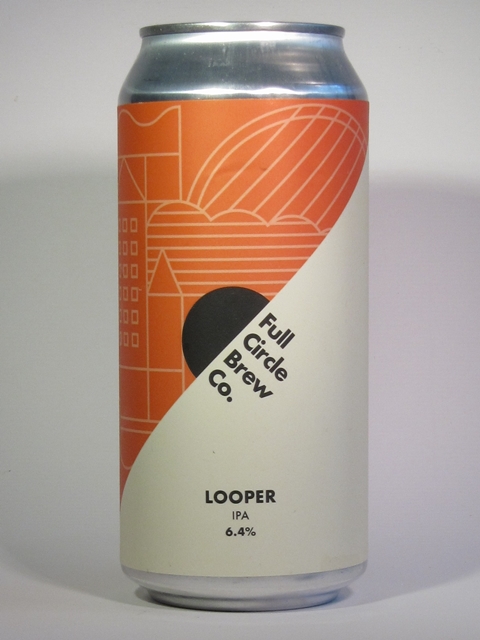 Full
Circle
Brew
Co.
LOOPER
IPA
6.4%